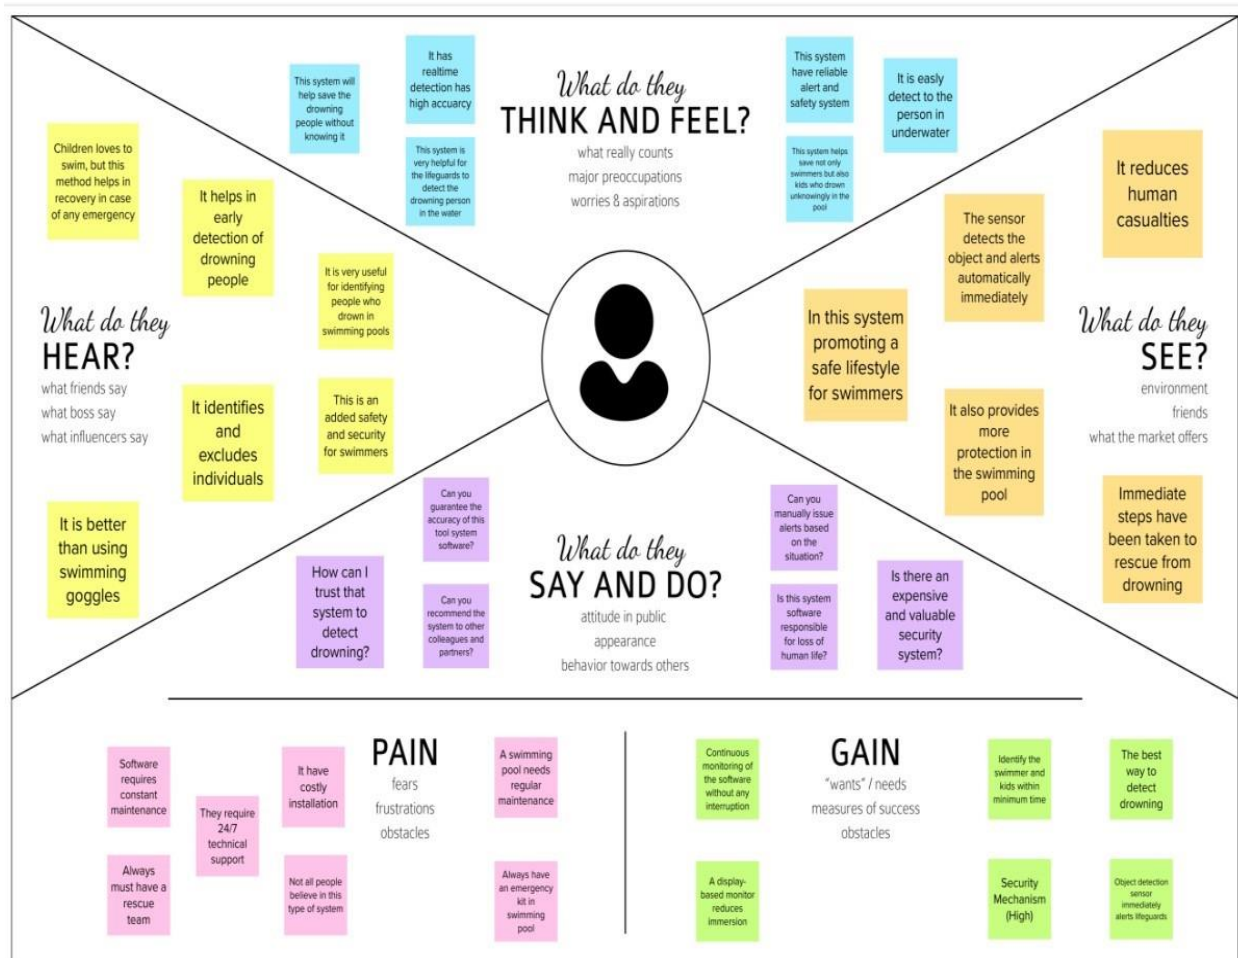 What do they
THINK AND FEEL?
what really counts
major preoccupations
worries & aspirations
This system will
help save the
drowning
people without
knowing it
It has
realtime
detection has
high accuarcy
This system is
very helpful for
the lifeguards to
detect the
drowning person
in the water
This system
have reliable
alert and
safety system
It is easly
detect to the
person in
underwater
This system helps
save not only
swimmers but also
kids who drown
unknowingly in the
pool
What do they
HEAR?
what friends say
what boss say
what influencers say
Children loves to
swim, but this
method helps in
recovery in case
of any emergency
It helps in
early
detection of
drowning
people
It is very useful
for identifying
people who
drown in
swimming pools
It identifies
and
excludes
individuals
This is an
added safety
and security
for swimmers
It is better
than using
swimming
goggles
What do they
SEE?
environment
friends
what the market offers
It reduces
human
casualties
The sensor
detects the
object and alerts
automatically
immediately
In this system
promoting a
safe lifestyle
for swimmers
It also provides
more
protection in
the swimming
pool
Immediate
steps have
been taken to
rescue from
drowning
What do they
SAY AND DO?
attitude in public
appearance
behavior towards others
Can you
guarantee the
accuracy of this
tool system
software?
How can I
trust that
system to
detect
drowning?
Can you
recommend the
system to other
colleagues and
partners?
Can you
manually issue
alerts based
on the
situation?
Is this system
software
responsible
for loss of
human life?
Is there an
expensive
and valuable
security
system?
PAIN
fears
frustrations
obstacles
Software
requires
constant
maintenance
They require
24/7
technical
support
It have
costly
installation
A swimming
pool needs
regular
maintenance
Always
must have a
rescue
team
Not all people
believe in this
type of system
Always have
an emergency
kit in
swimming
pool
GAIN
"wants" / needs
measures of success
obstacles
Continuous
monitoring of
the software
without any
interruption
Identify the
swimmer and
kids within
minimum time
The best
way to
detect
drowning
A display-
based monitor
reduces
immersion
Security
Mechanism
(High)
Object detection
sensor
immediately
alerts lifeguards